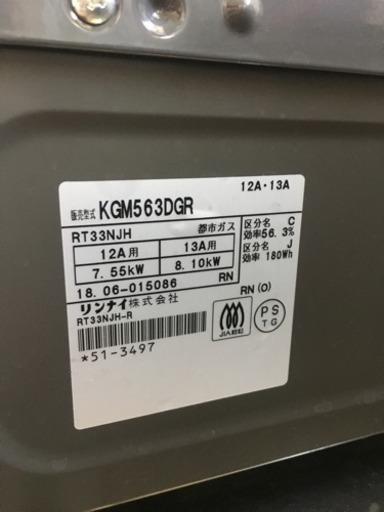 12A・13A
販売型式 KGM563DGR
RT33NJH 都市ガス
12A用 13A用
7.55kW 8.10kW
区分名 C
効率56.3%
区分名 J
効率 180Wh
18.06-015086 RN
リンナイ株式会社
RN(O)
RT33NJH-R
JIA認証
PS
TG
*51-3497